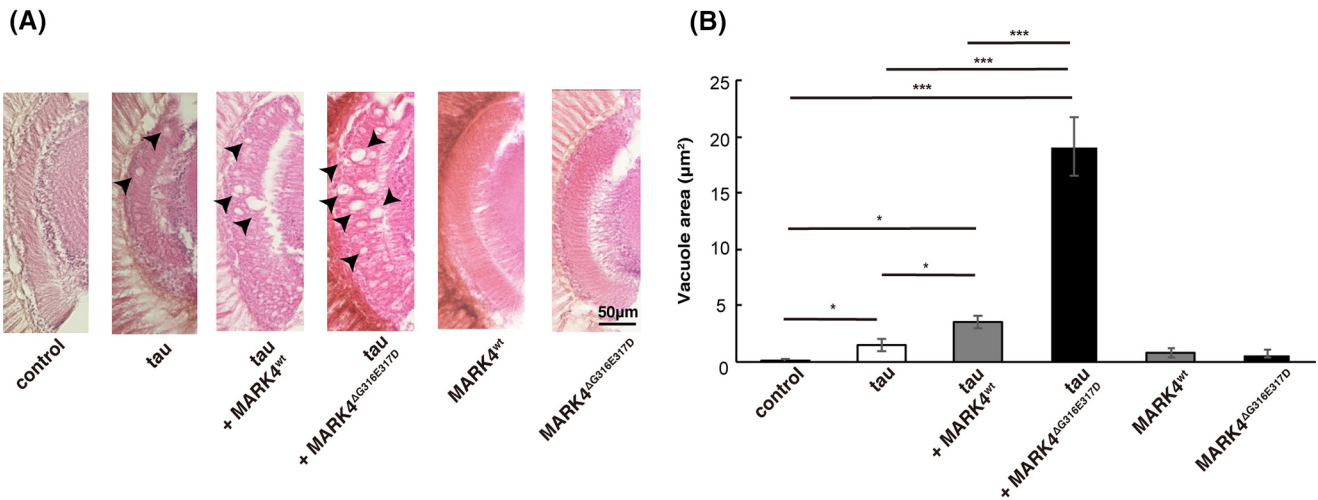 (A)
control
tau
tau
+ MARK4wt
tau
+ MARK4ΔG316E317D
MARK4wt
MARK4ΔG316E317D
50µm
(B)
Vacuole area (µm²)
25
20
15
10
5
0
***
***
***
*
*
*
control
tau
tau
+ MARK4wt
tau
+ MARK4ΔG316E317D
MARK4wt
MARK4ΔG316E317D